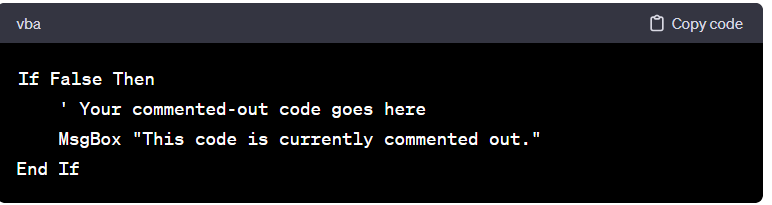 vba
Copy code
If False Then
    ' Your commented-out code goes here
    MsgBox "This code is currently commented out."
End If